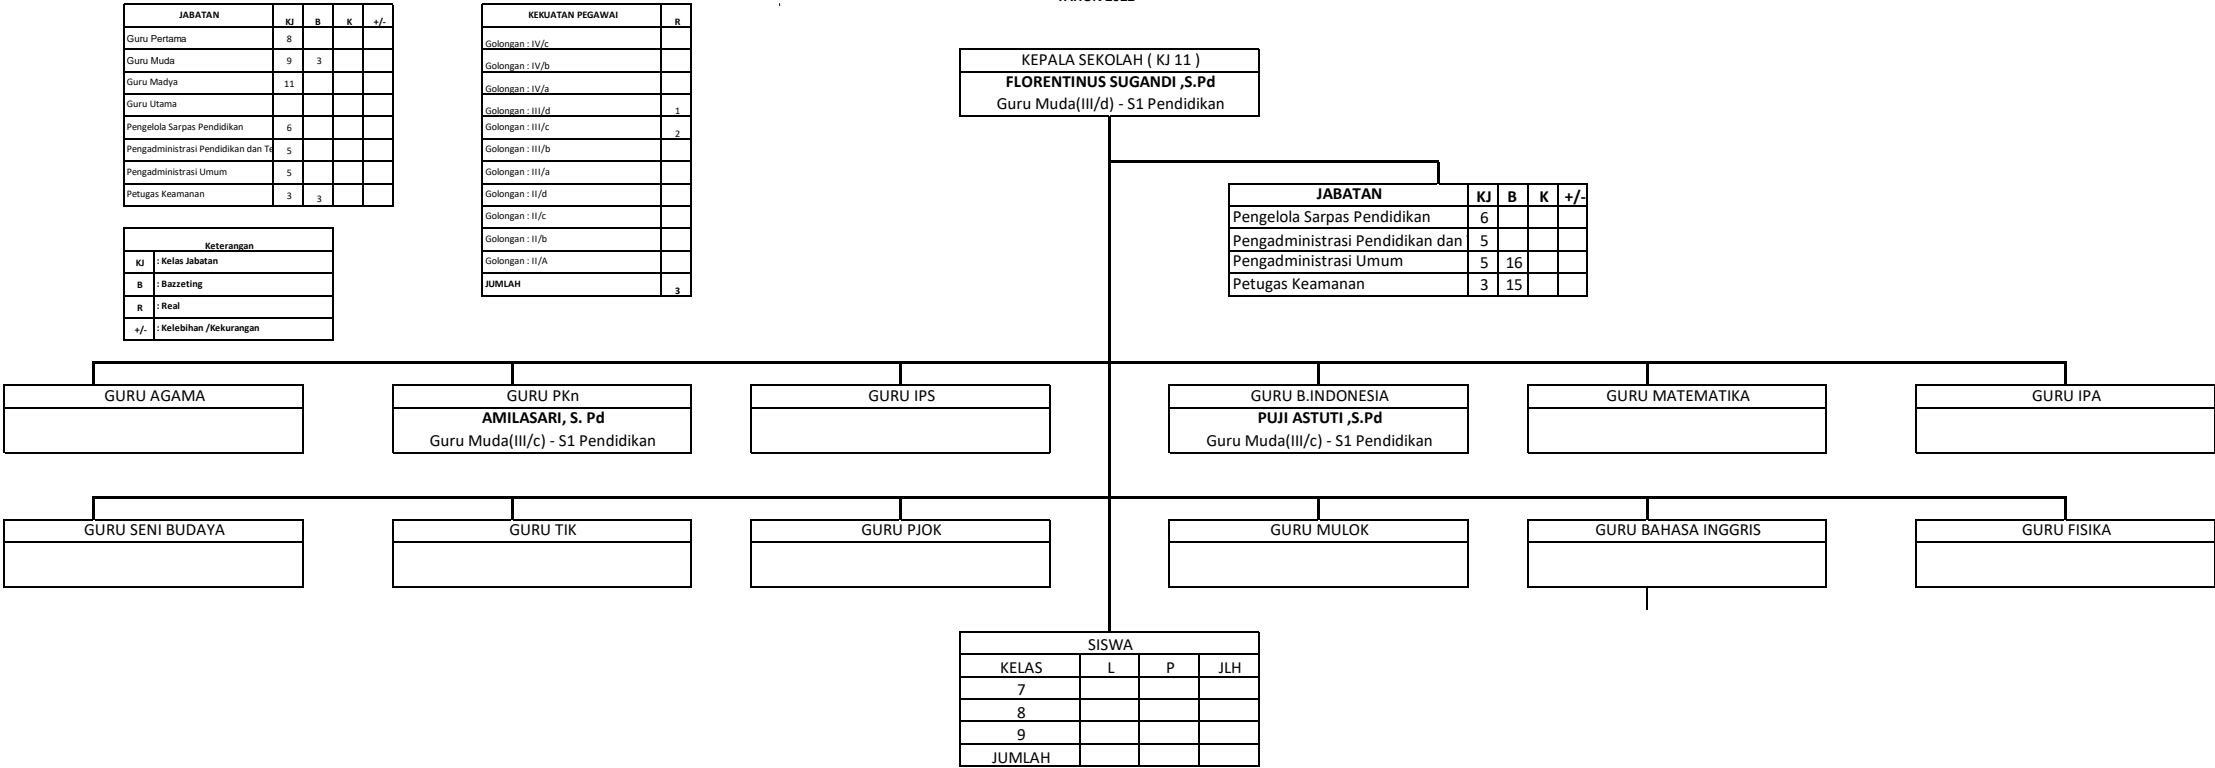 JABATAN KJ B K +/-
Guru Pertama 8
Guru Muda 9 3
Guru Madya 11
Guru Utama
Pengelola Sarpas Pendidikan 6
Pengadministrasi Pendidikan dan Te 5
Pengadministrasi Umum 5
Petugas Keamanan 3 3
Keterangan
KJ : Kelas Jabatan
B : Bazzeting
R : Real
+/- : Kelebihan /Kekurangan
KEKUATAN PEGAWAI R
Golongan : IV/c
Golongan : IV/b
Golongan : IV/a
Golongan : III/d 1
Golongan : III/c 2
Golongan : III/b
Golongan : III/a
Golongan : II/d
Golongan : II/c
Golongan : II/b
Golongan : II/A
JUMLAH 3
KEPALA SEKOLAH ( KJ 11 )
FLORENTINUS SUGANDI ,S.Pd
Guru Muda(III/d) - S1 Pendidikan
JABATAN KJ B K +/-
Pengelola Sarpas Pendidikan 6
Pengadministrasi Pendidikan dan 5
Pengadministrasi Umum 5 16
Petugas Keamanan 3 15
GURU AGAMA
GURU PKn
AMILASARI, S. Pd
Guru Muda(III/c) - S1 Pendidikan
GURU IPS
GURU B.INDONESIA
PUJI ASTUTI ,S.Pd
Guru Muda(III/c) - S1 Pendidikan
GURU MATEMATIKA
GURU IPA
GURU SENI BUDAYA
GURU TIK
GURU PJOK
GURU MULOK
GURU BAHASA INGGRIS
GURU FISIKA
SISWA
KELAS L P JLH
7
8
9
JUMLAH